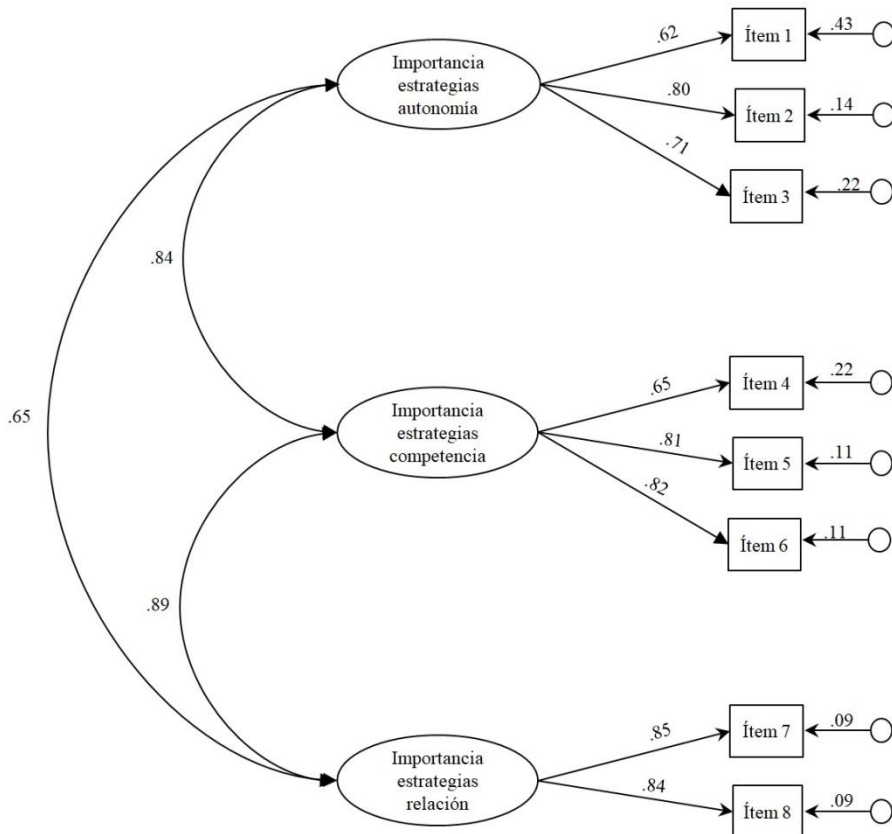 Importancia
estrategias
autonomía
.62
Ítem 1
.43
.80
Ítem 2
.14
.71
Ítem 3
.22
.84
.65
Importancia
estrategias
competencia
.65
Ítem 4
.22
.81
Ítem 5
.11
.82
Ítem 6
.11
.89
Importancia
estrategias
relación
.85
Ítem 7
.09
.84
Ítem 8
.09